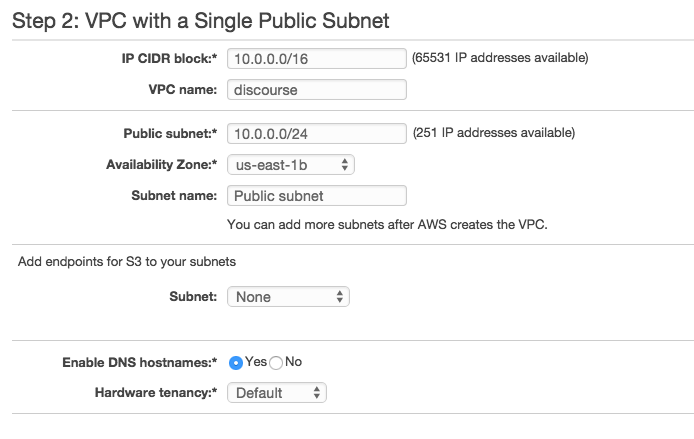 Step 2: VPC with a Single Public Subnet
IP CIDR block:* 10.0.0.0/16 (65531 IP addresses available)
VPC name: discourse
Public subnet:* 10.0.0.0/24 (251 IP addresses available)
Availability Zone:* us-east-1b
Subnet name: Public subnet
You can add more subnets after AWS creates the VPC.
Add endpoints for S3 to your subnets
Subnet: None
Enable DNS hostnames:* Yes No
Hardware tenancy:* Default